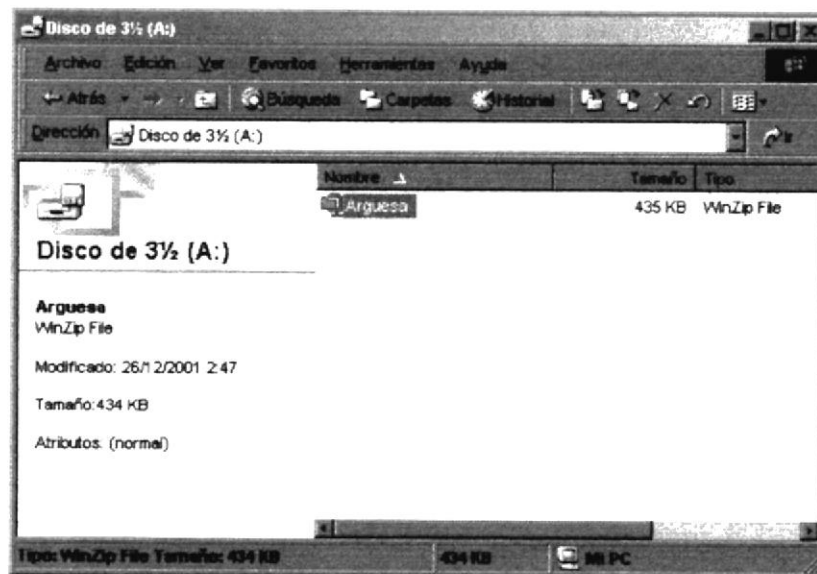 Disco de 3½ (A:)
Archivo Edición Ver Favoritos Herramientas Ayuda
Atrás Búsqueda Carpetas Historial
Dirección Disco de 3½ (A:) Ir
Nombre Tamaño Tipo
Arguesa 435 KB WinZip File
Disco de 3½ (A:)
Arguesa
WinZip File
Modificado: 26/12/2001 2:47
Tamaño:434 KB
Atributos: (normal)
Tipo: WinZip File Tamaño: 434 KB 434 KB Mi PC